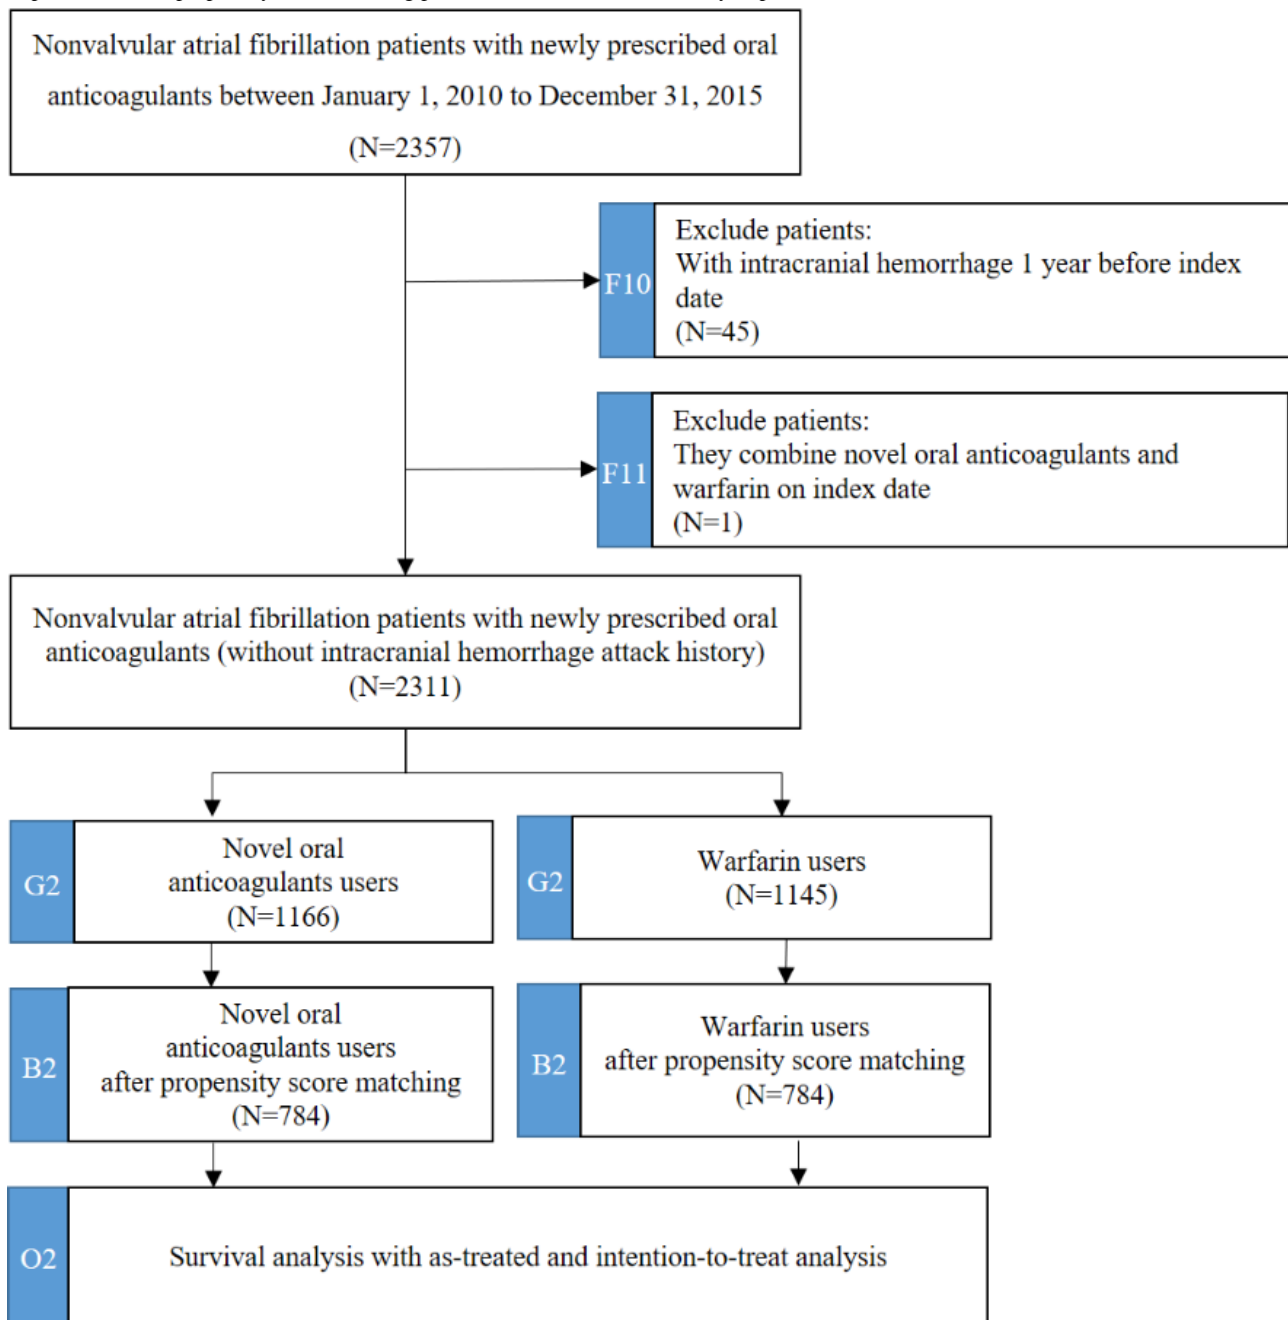 Nonvalvular atrial fibrillation patients with newly prescribed oral
anticoagulants between January 1, 2010 to December 31, 2015
(N=2357)
F10
Exclude patients:
With intracranial hemorrhage 1 year before index
date
(N=45)
F11
Exclude patients:
They combine novel oral anticoagulants and
warfarin on index date
(N=1)
Nonvalvular atrial fibrillation patients with newly prescribed oral
anticoagulants (without intracranial hemorrhage attack history)
(N=2311)
G2
Novel oral
anticoagulants users
(N=1166)
G2
Warfarin users
(N=1145)
B2
Novel oral
anticoagulants users
after propensity score matching
(N=784)
B2
Warfarin users
after propensity score matching
(N=784)
O2
Survival analysis with as-treated and intention-to-treat analysis